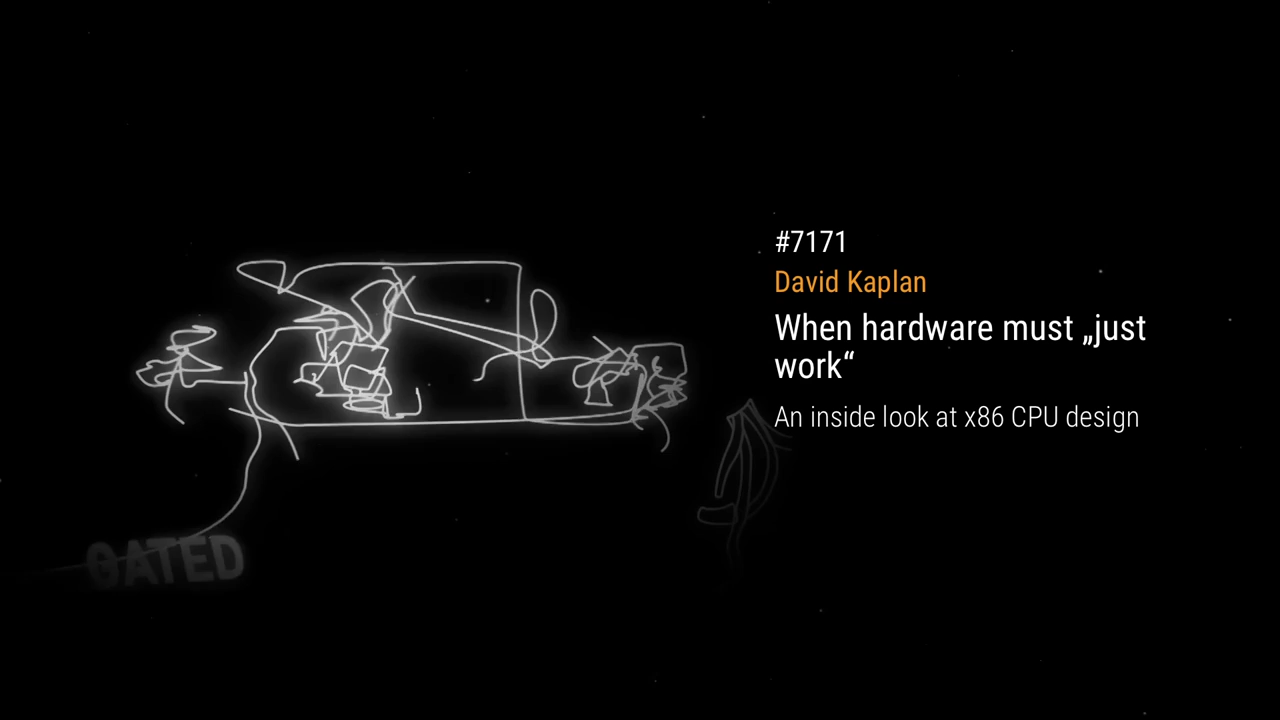 #7171
David Kaplan
When hardware must „just
work“
An inside look at x86 CPU design
GATED